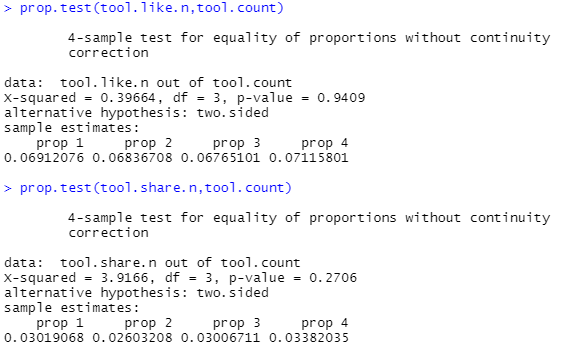 > prop.test(tool.like.n,tool.count)
4-sample test for equality of proportions without continuity
correction
data:  tool.like.n out of tool.count
X-squared = 0.39664, df = 3, p-value = 0.9409
alternative hypothesis: two.sided
sample estimates:
prop 1     prop 2     prop 3     prop 4
0.06912076 0.06836708 0.06765101 0.07115801
> prop.test(tool.share.n,tool.count)
4-sample test for equality of proportions without continuity
correction
data:  tool.share.n out of tool.count
X-squared = 3.9166, df = 3, p-value = 0.2706
alternative hypothesis: two.sided
sample estimates:
prop 1     prop 2     prop 3     prop 4
0.03019068 0.02603208 0.03006711 0.03382035